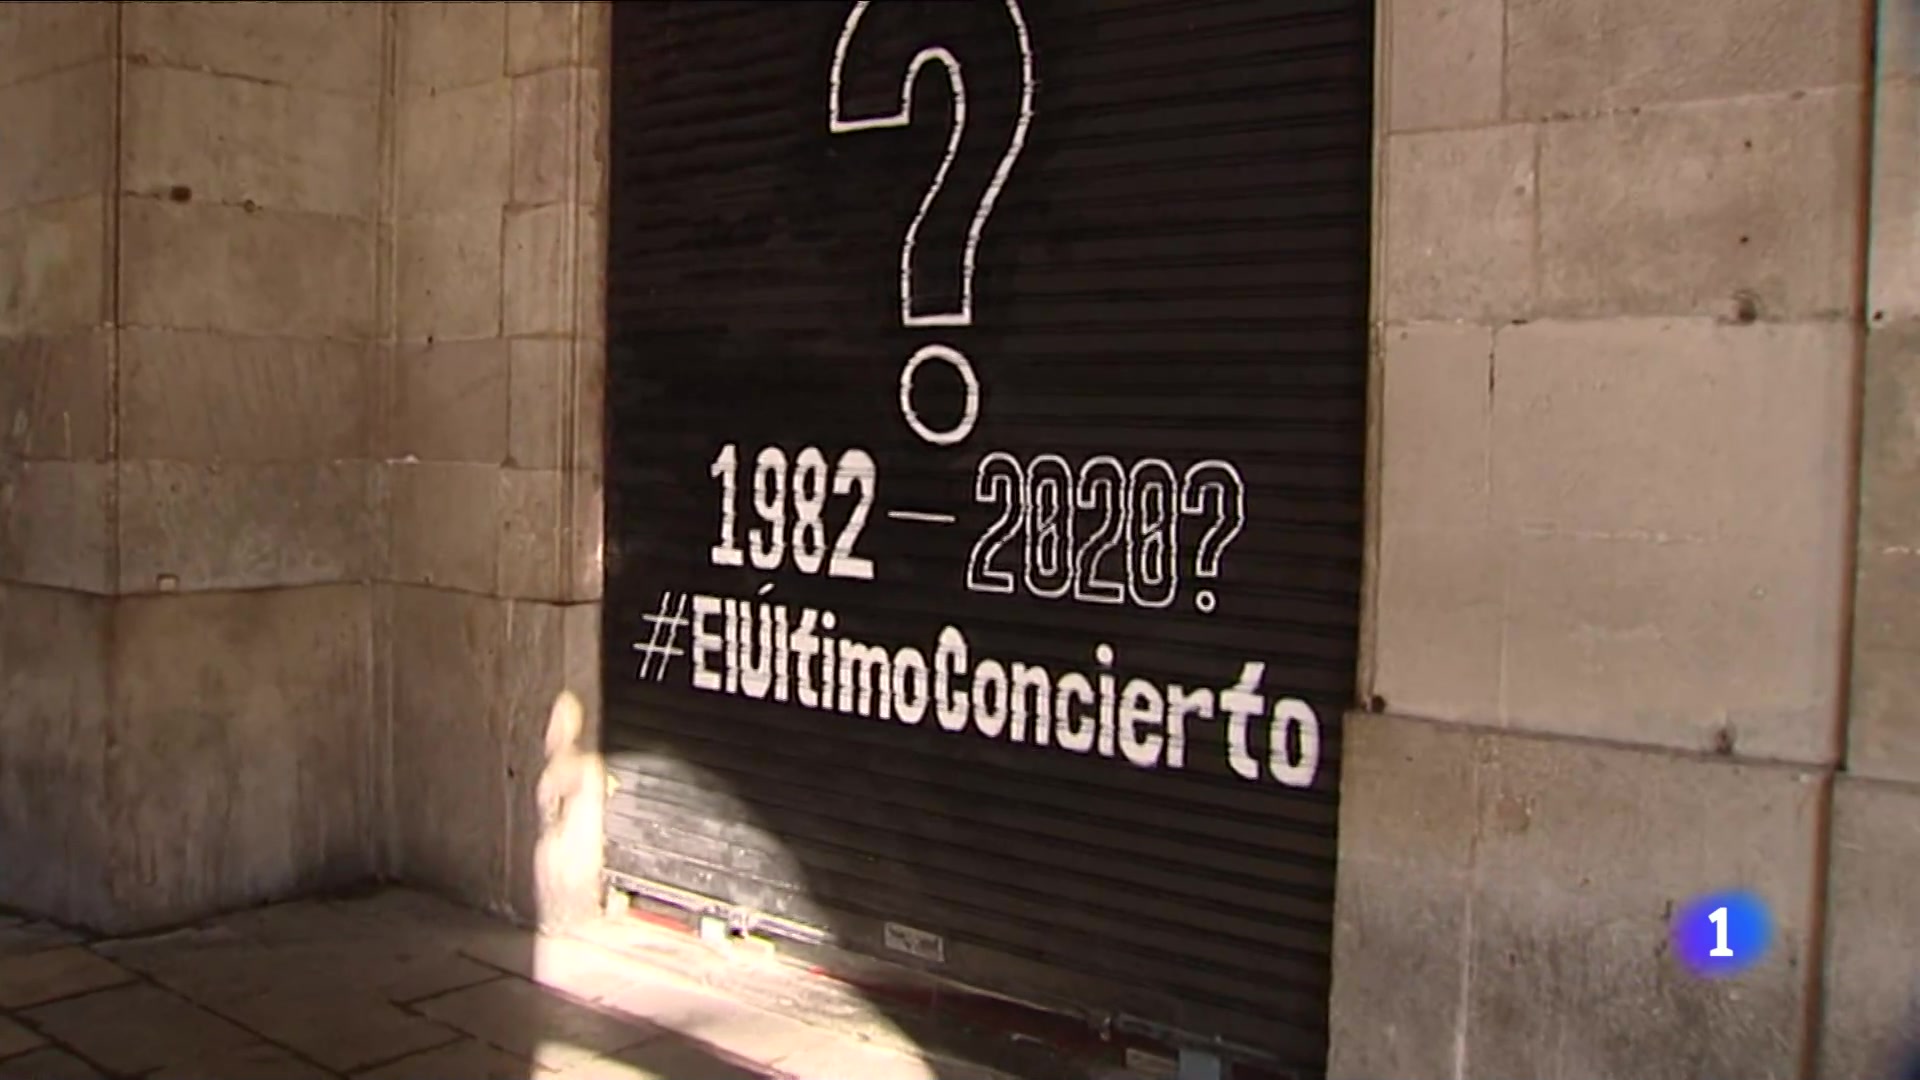 ?
1982 — 2020?
#ElÚltimoConcierto
1